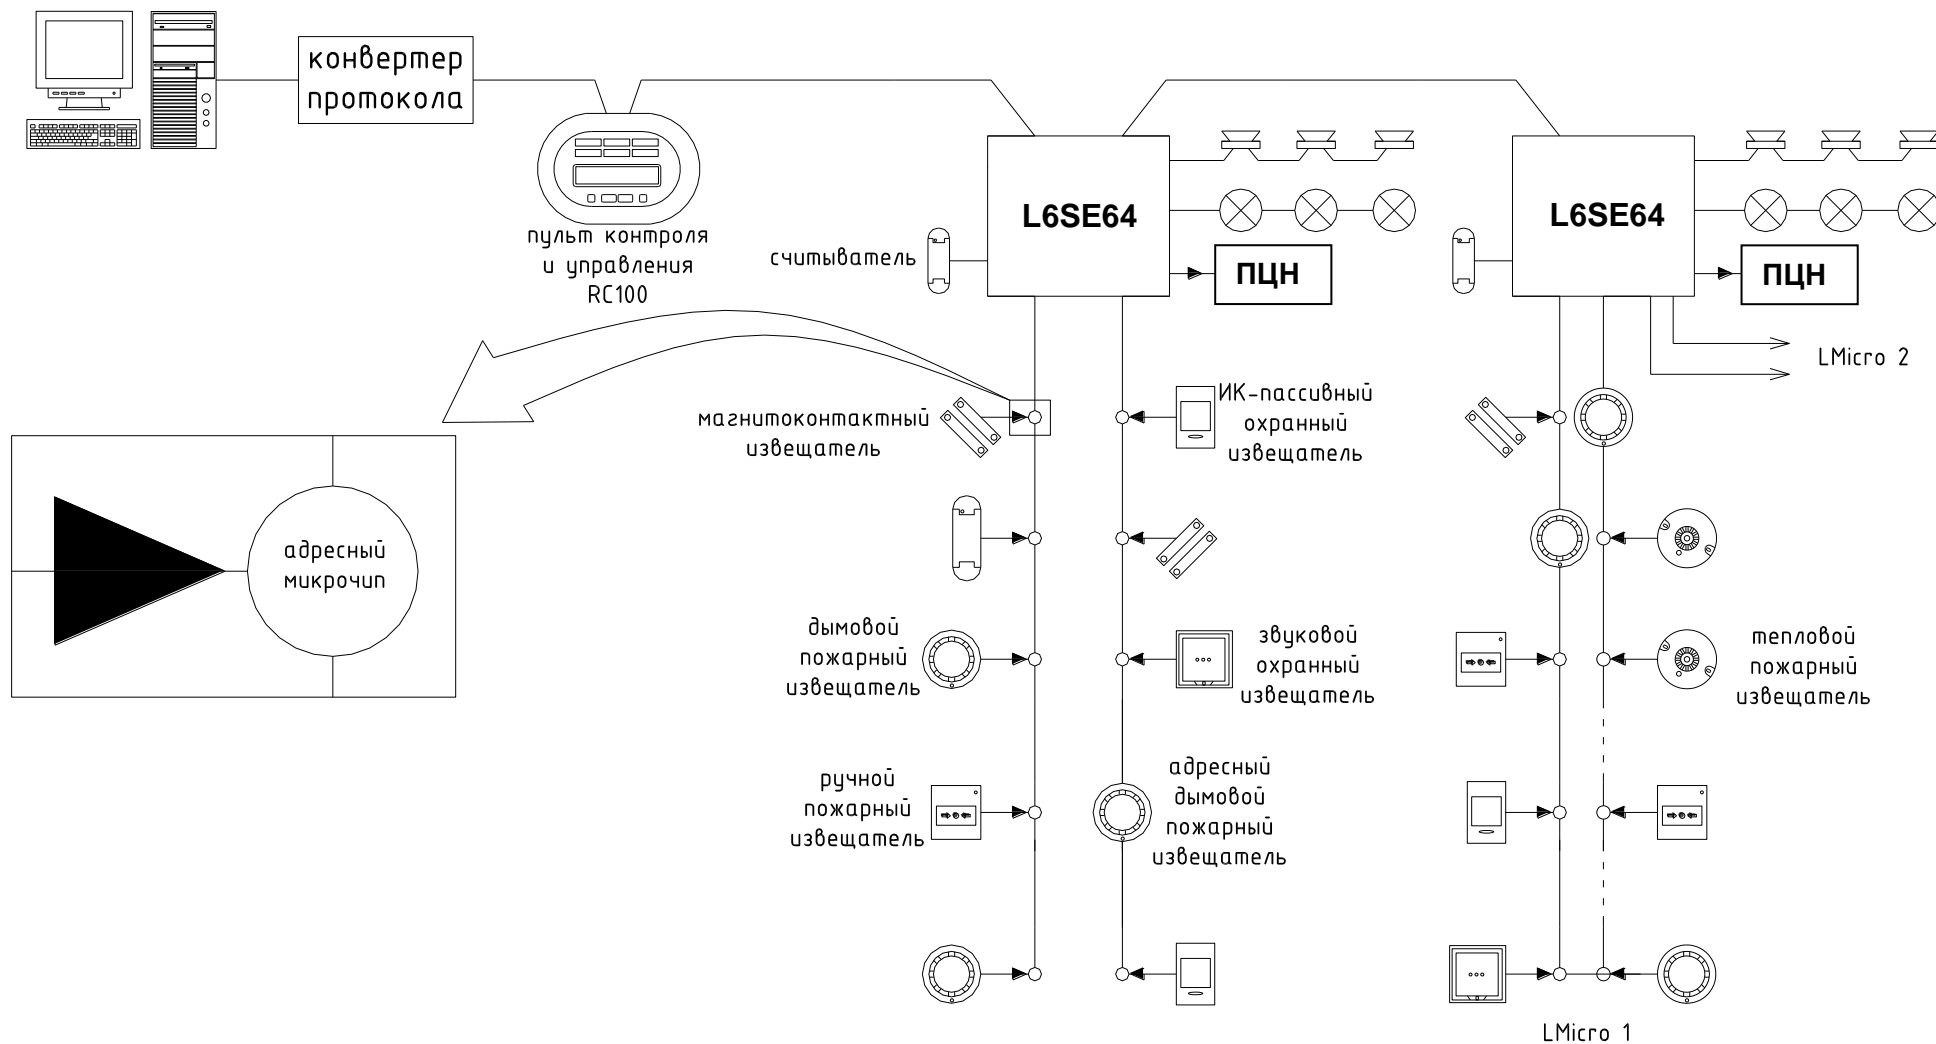 конвертер
протокола
пульт контроля
и управления
RC100
считыватель
L6SE64
ПЦН
L6SE64
ПЦН
LMicro 2
магнитоконтактный
извещатель
ИК-пассивный
охранный
извещатель
адресный
микрочип
дымовой
пожарный
извещатель
звуковой
охранный
извещатель
тепловой
пожарный
извещатель
ручной
пожарный
извещатель
адресный
дымовой
пожарный
извещатель
LMicro 1